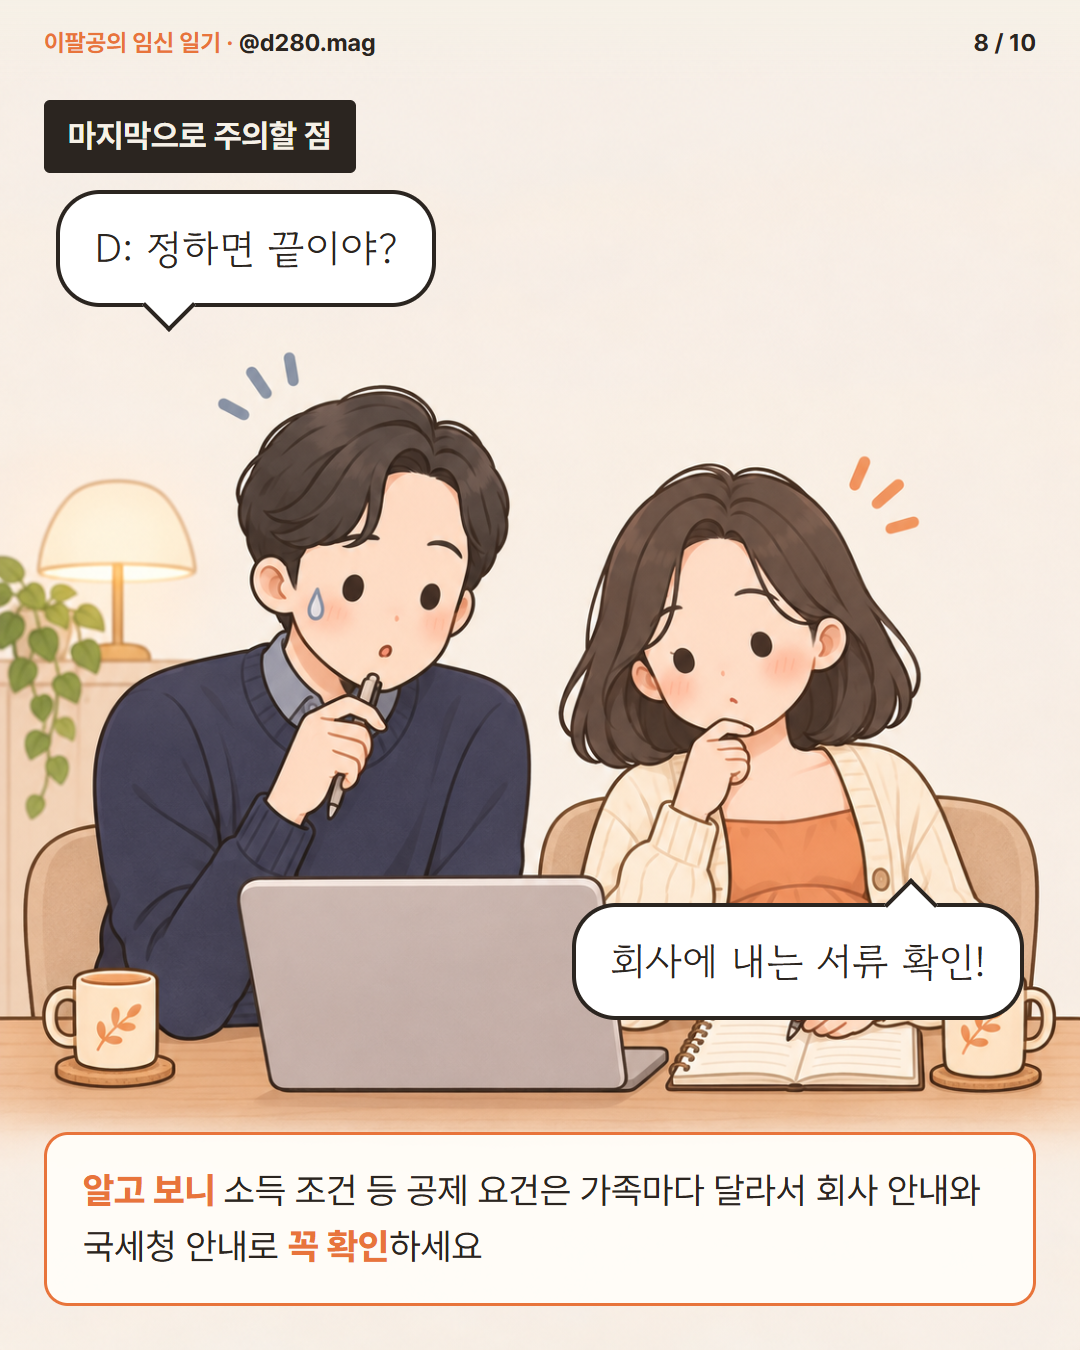 이팔공의 임신 일기 · @d280.mag
8 / 10
마지막으로 주의할 점
D: 정하면 끝이야?
회사에 내는 서류 확인!
알고 보니 소득 조건 등 공제 요건은 가족마다 달라서 회사 안내와
국세청 안내로 꼭 확인하세요